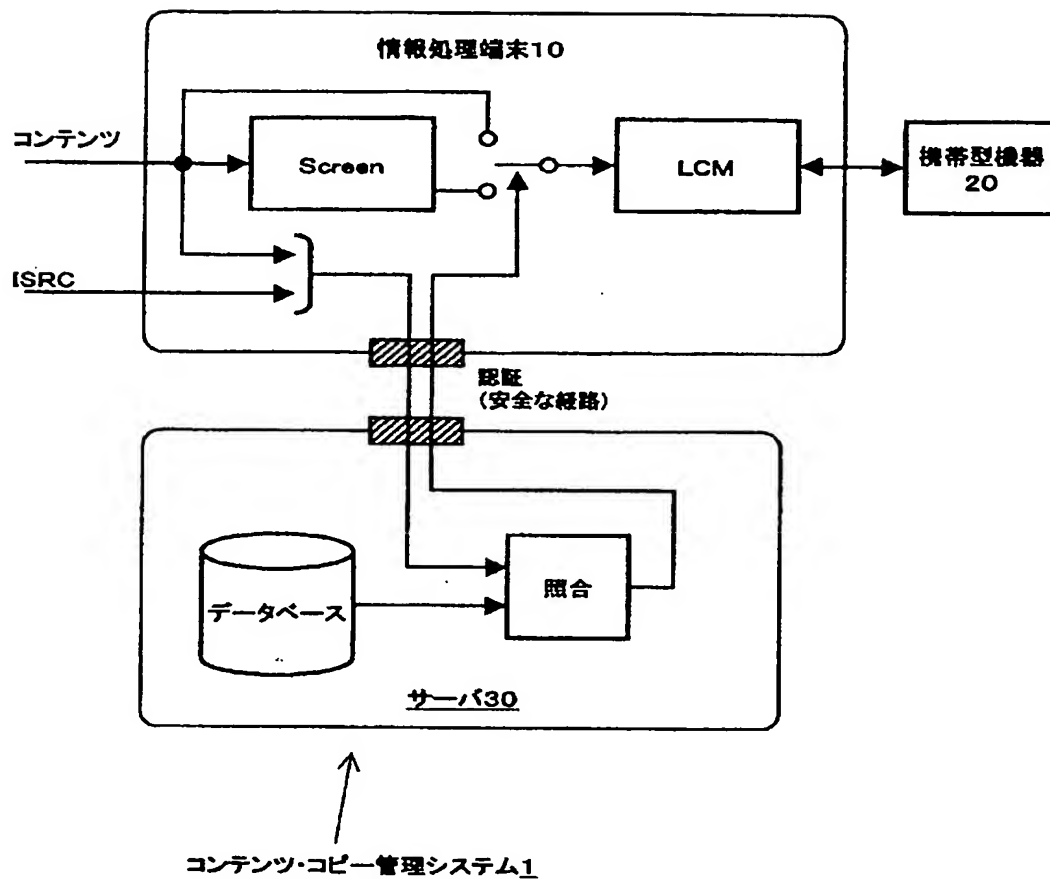 情報処理端末10
コンテンツ
Screen
LCM
携帯型機器
20
ISRC
認証
(安全な経路)
データベース
照合
サーバ30
コンテンツ・コピー管理システム1